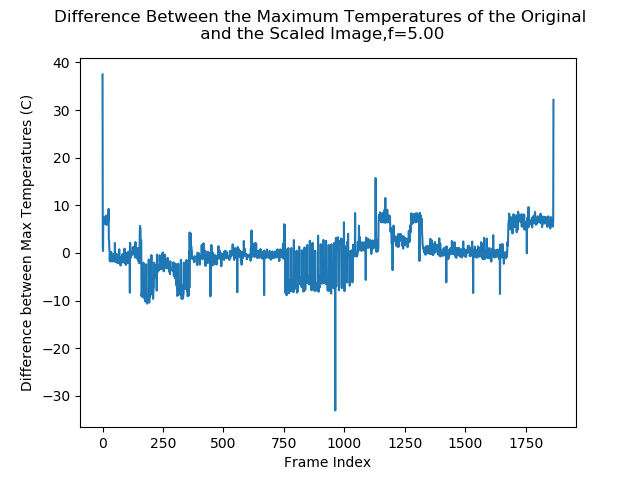 Difference Between the Maximum Temperatures of the Original
and the Scaled Image,f=5.00
40
30
20
10
0
−10
−20
−30
Difference between Max Temperatures (C)
0 250 500 750 1000 1250 1500 1750
Frame Index